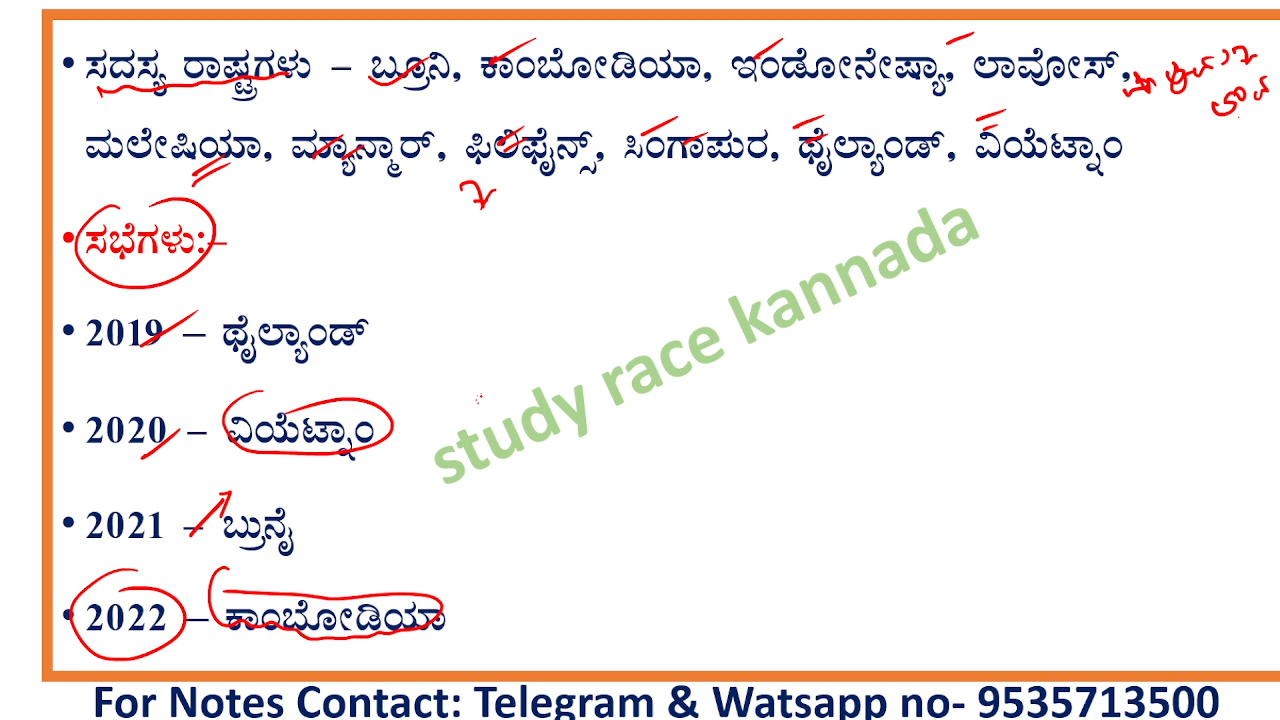 • ಸದಸ್ಯ ರಾಷ್ಟ್ರಗಳು – ಬ್ರೂನಿ, ಕಾಂಬೋಡಿಯಾ, ಇಂಡೋನೇಷ್ಯಾ, ಲಾವೋಸ್,
ಮಲೇಷಿಯಾ, ಮ್ಯಾನ್ಮಾರ್, ಫಿಲಿಫೈನ್ಸ್, ಸಿಂಗಾಪುರ, ಥೈಲ್ಯಾಂಡ್, ವಿಯೆಟ್ನಾಂ
• ಸಭೆಗಳು:–
• 2019 – ಥೈಲ್ಯಾಂಡ್
• 2020 – ವಿಯೆಟ್ನಾಂ
• 2021 – ಬ್ರುನೈ
• 2022 – ಕಾಂಬೋಡಿಯಾ
study race kannada
For Notes Contact: Telegram & Watsapp no- 9535713500